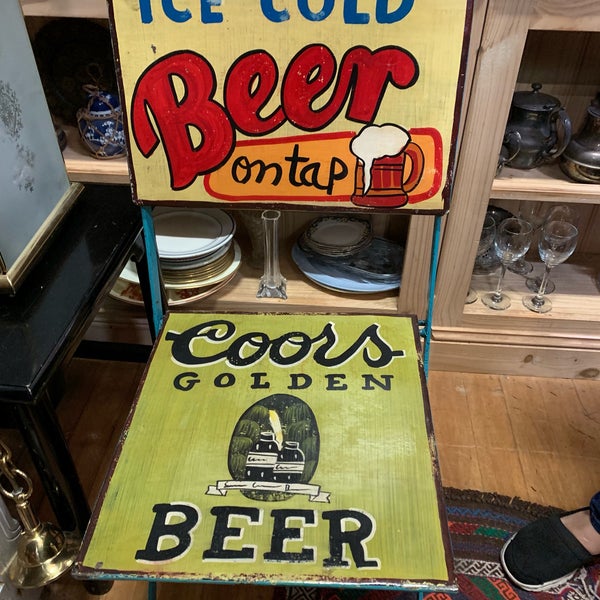 ICE COLD
Beer
on tap
Coors
GOLDEN
BEER